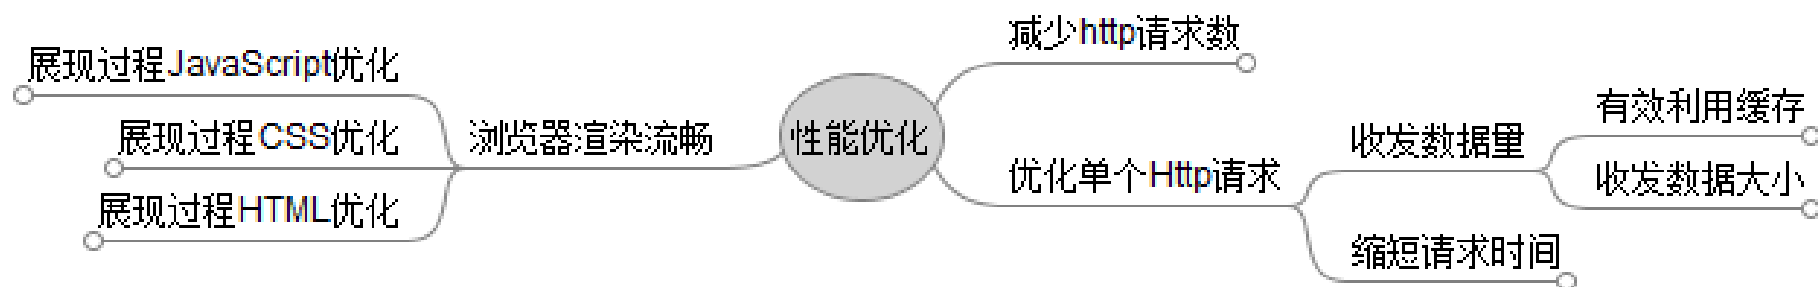 展现过程JavaScript优化
展现过程CSS优化
展现过程HTML优化
浏览器渲染流畅
性能优化
减少http请求数
优化单个Http请求
收发数据量
有效利用缓存
收发数据大小
缩短请求时间